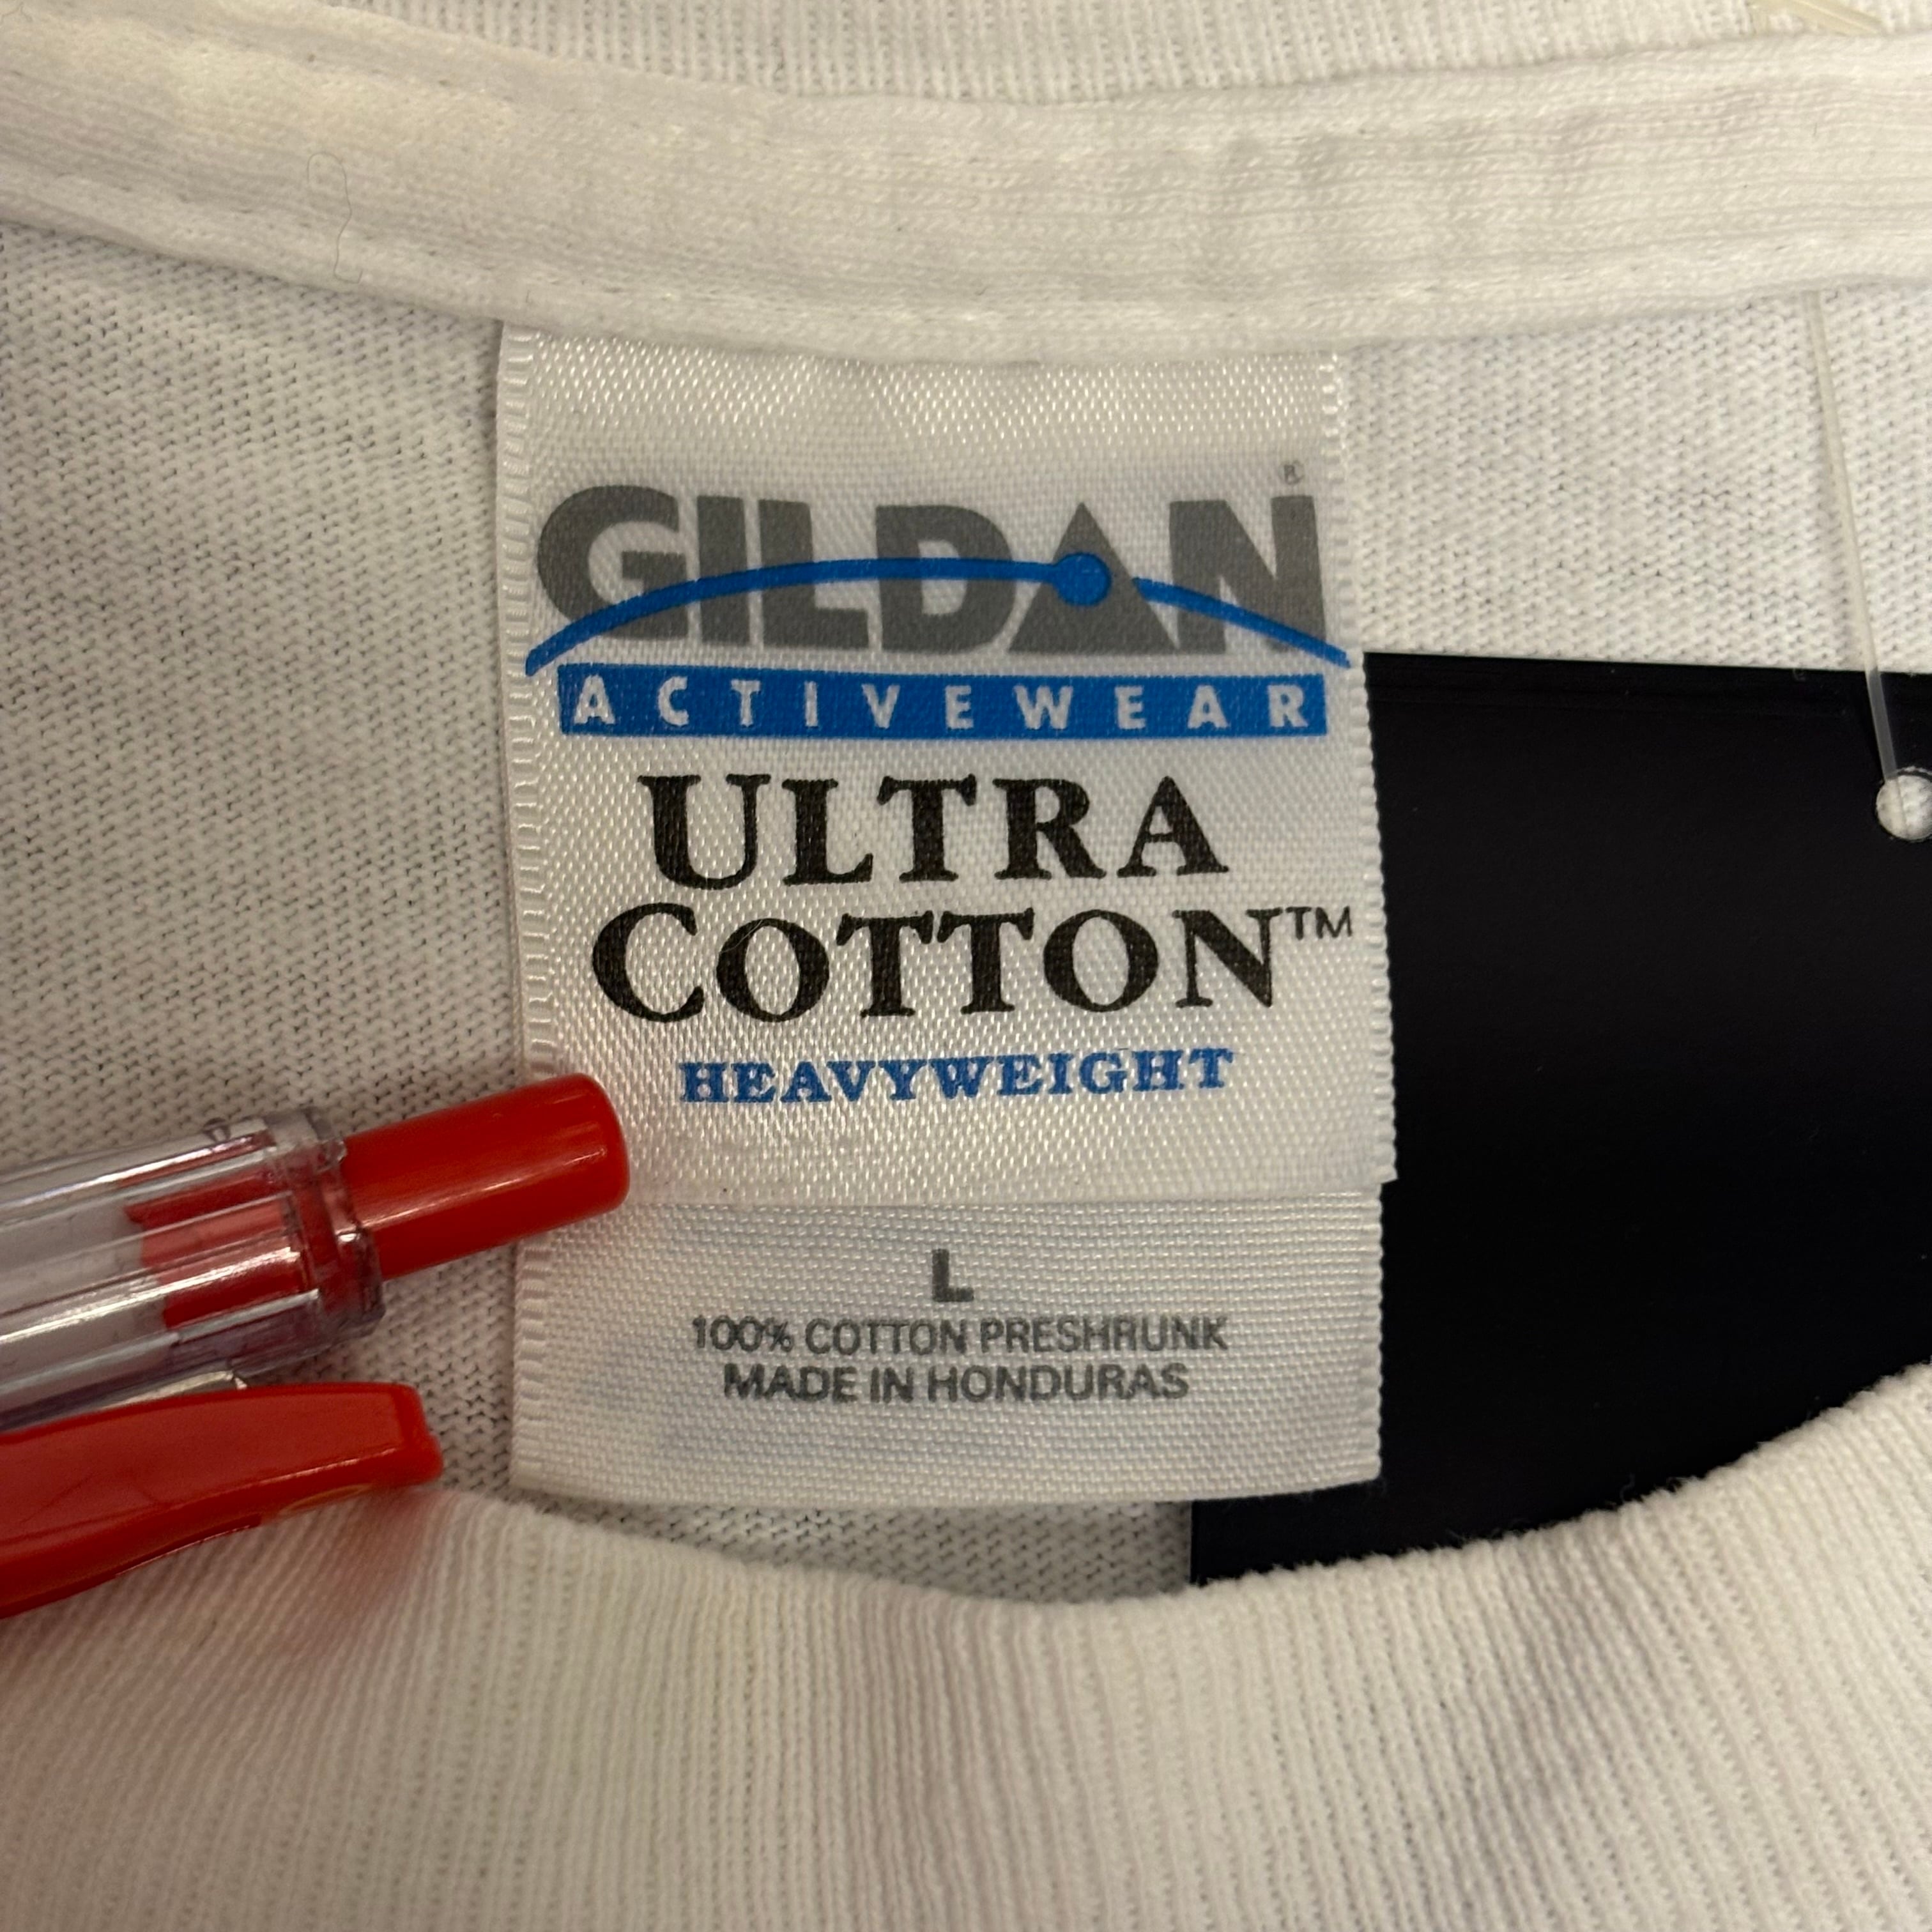 GILDAN®
ACTIVEWEAR
ULTRA
COTTON™
HEAVYWEIGHT
L
100% COTTON PRESHRUNK
MADE IN HONDURAS